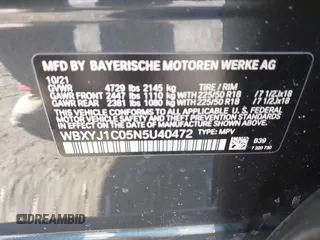 MFD BY BAYERISCHE MOTOREN WERKE AG
10/21
GVWR 4729 lbs 2145 kg TIRE / RIM
GAWR FRONT 2447 lbs 1110 kg WITH 225/50 R18 / 7 1/2Jx18
GAWR REAR 2381 lbs 1080 kg WITH 225/50 R18 / 7 1/2Jx18
THIS VEHICLE CONFORMS TO ALL APPLICABLE
FEDERAL MOTOR VEHICLE SAFETY, BUMPER,
AND THEFT PREVENTION STANDARDS IN EFFECT
ON THE DATE OF MANUFACTURE SHOWN ABOVE.
NBXYJ1C05N5U40472 TYPE: MPV
B39
DREAMBID